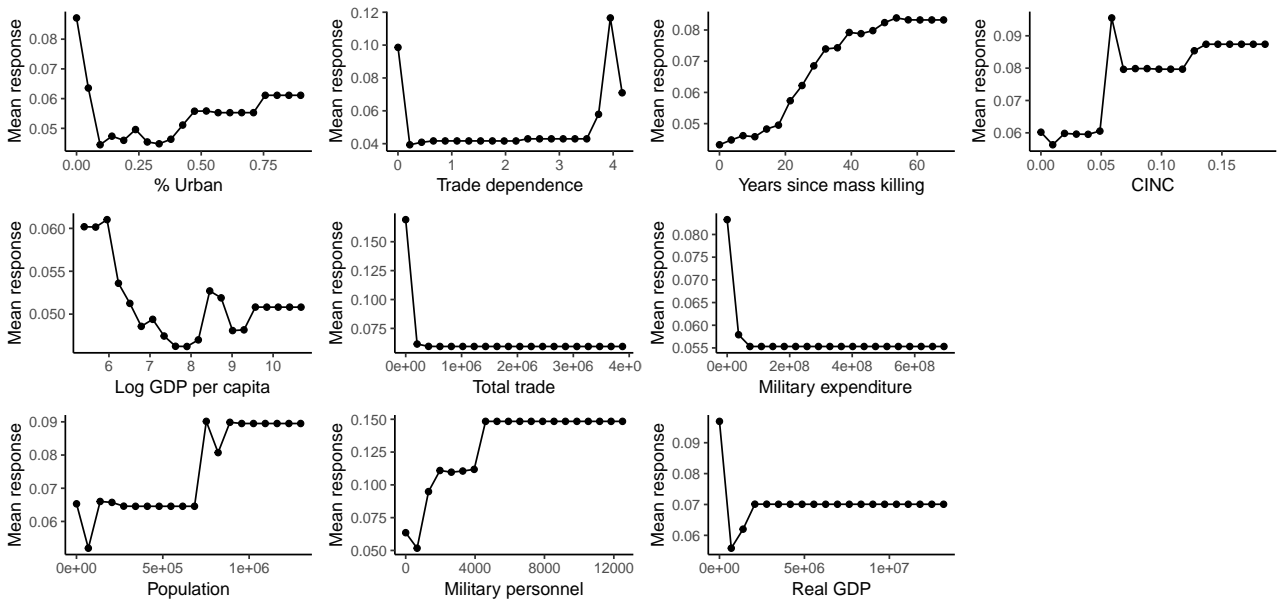 Mean response
0.08
0.07
0.06
0.05
0.00 0.25 0.50 0.75
% Urban
Mean response
0.12
0.10
0.08
0.06
0.04
0 1 2 3 4
Trade dependence
Mean response
0.08
0.07
0.06
0.05
0 20 40 60
Years since mass killing
Mean response
0.09
0.08
0.07
0.06
0.00 0.05 0.10 0.15
CINC
Mean response
0.060
0.055
0.050
6 7 8 9 10
Log GDP per capita
Mean response
0.150
0.125
0.100
0.075
0e+00 1e+06 2e+06 3e+06 4e+0
Total trade
Mean response
0.080
0.075
0.070
0.065
0.060
0.055
0e+00 2e+08 4e+08 6e+08
Military expenditure
Mean response
0.09
0.08
0.07
0.06
0e+00 5e+05 1e+06
Population
Mean response
0.150
0.125
0.100
0.075
0.050
0 4000 8000 12000
Military personnel
Mean response
0.09
0.08
0.07
0.06
0e+00 5e+06 1e+07
Real GDP